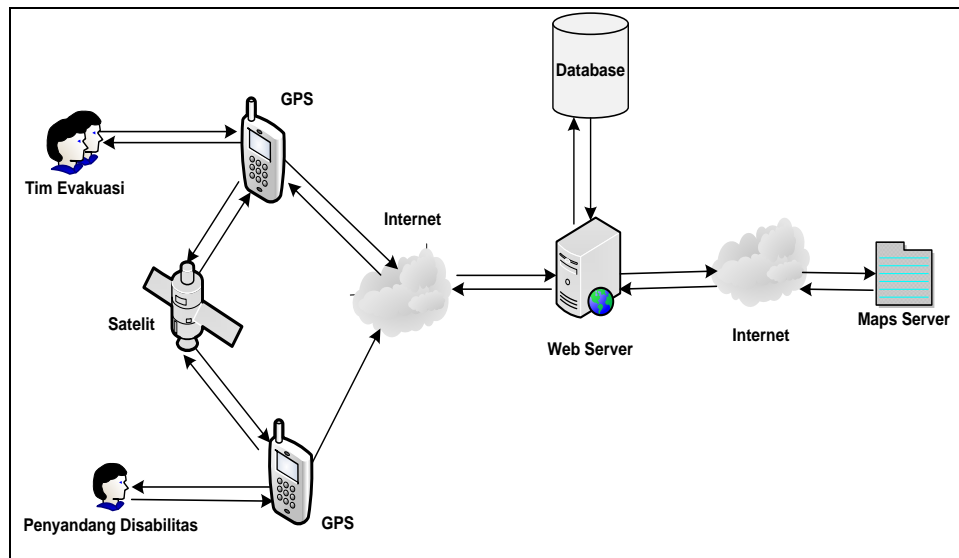 Database
GPS
Tim Evakuasi
Internet
Satelit
Web Server
Internet
Maps Server
Penyandang Disabilitas
GPS